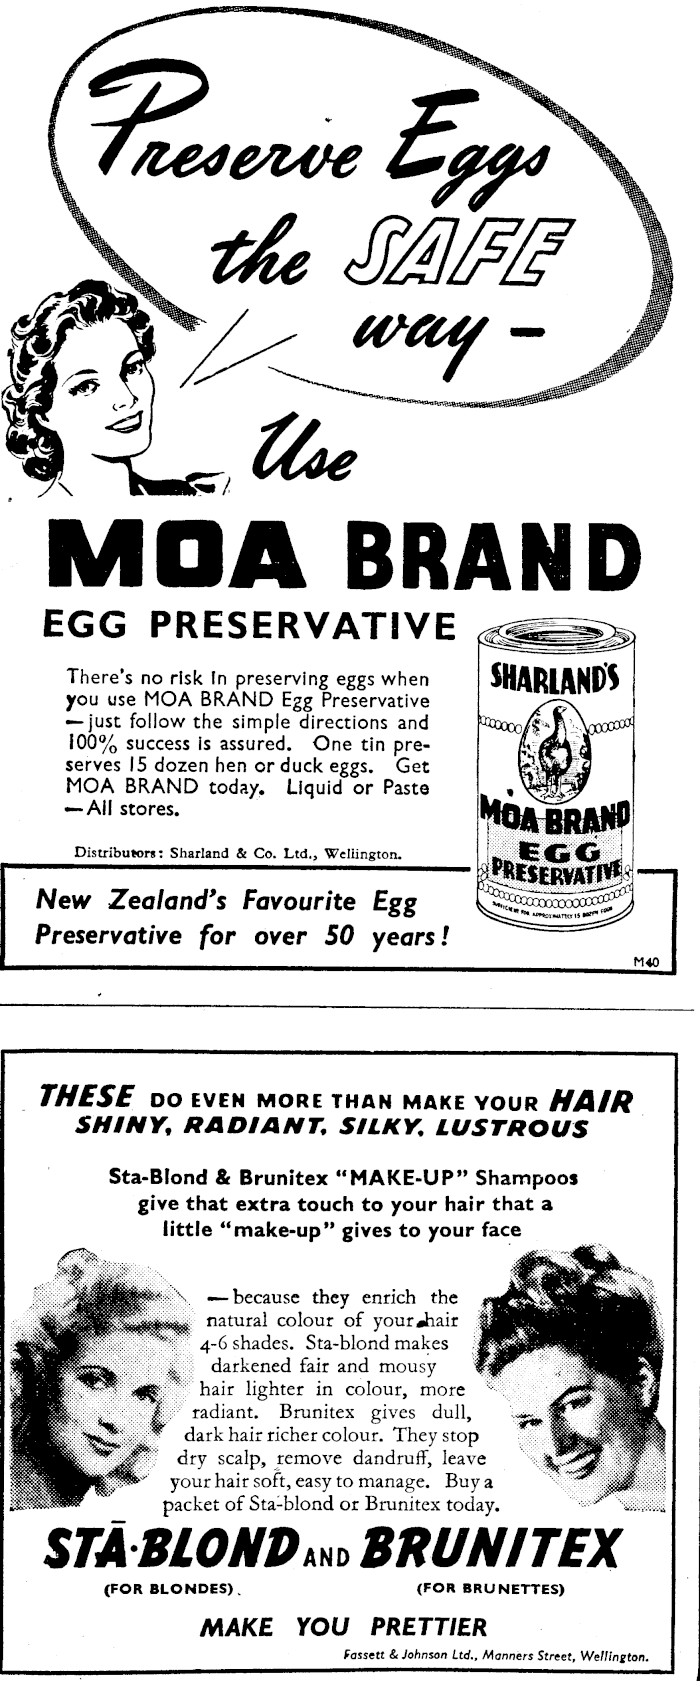 Preserve Eggs
the SAFE
way —
Use
MOA BRAND
EGG PRESERVATIVE
There's no risk in preserving eggs when
you use MOA BRAND Egg Preservative
— just follow the simple directions and
100% success is assured. One tin pre-
serves 15 dozen hen or duck eggs. Get
MOA BRAND today. Liquid or Paste
— All stores.
Distributors: Sharland & Co. Ltd., Wellington.
SHARLAND'S
MOA BRAND
EGG
PRESERVATIVE
SUFFICIENT FOR APPROXIMATELY 15 DOZEN EGGS
New Zealand's Favourite Egg
Preservative for over 50 years!
M40
THESE DO EVEN MORE THAN MAKE YOUR HAIR
SHINY, RADIANT, SILKY, LUSTROUS
Sta-Blond & Brunitex "MAKE-UP" Shampoos
give that extra touch to your hair that a
little "make-up" gives to your face
— because they enrich the
natural colour of your hair
4-6 shades. Sta-blond makes
darkened fair and mousy
hair lighter in colour, more
radiant. Brunitex gives dull,
dark hair richer colour. They stop
dry scalp, remove dandruff, leave
your hair soft, easy to manage. Buy a
packet of Sta-blond or Brunitex today.
STĀ-BLOND AND BRUNITEX
(FOR BLONDES) (FOR BRUNETTES)
MAKE YOU PRETTIER
Fassett & Johnson Ltd., Manners Street, Wellington.